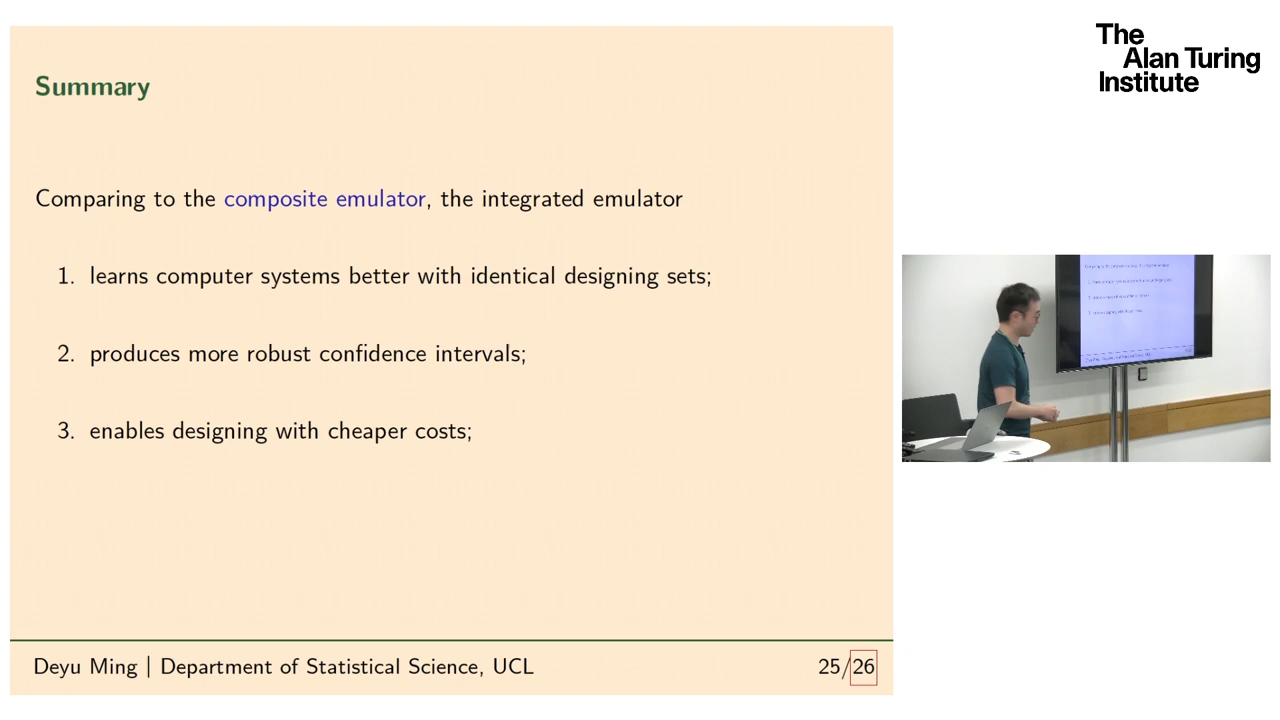 Summary
Comparing to the composite emulator, the integrated emulator
1. learns computer systems better with identical designing sets;
2. produces more robust confidence intervals;
3. enables designing with cheaper costs;
Deyu Ming | Department of Statistical Science, UCL
25/26
The
Alan Turing
Institute